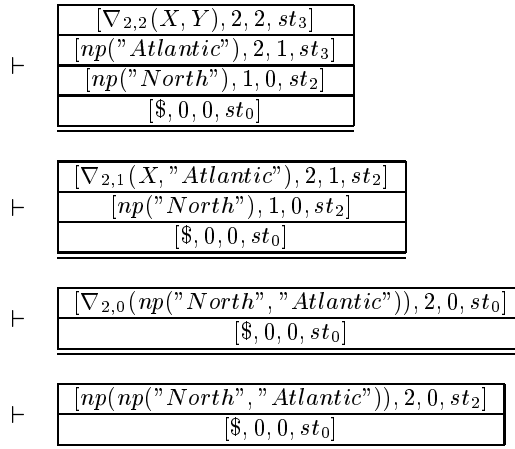 [∇₂,₂(X, Y), 2, 2, st₃]
⊢ [np("Atlantic"), 2, 1, st₃]
[np("North"), 1, 0, st₂]
[$, 0, 0, st₀]
[∇₂,₁(X, "Atlantic"), 2, 1, st₂]
⊢ [np("North"), 1, 0, st₂]
[$, 0, 0, st₀]
⊢ [∇₂,₀(np("North", "Atlantic")), 2, 0, st₀]
[$, 0, 0, st₀]
⊢ [np(np("North", "Atlantic")), 2, 0, st₂]
[$, 0, 0, st₀]